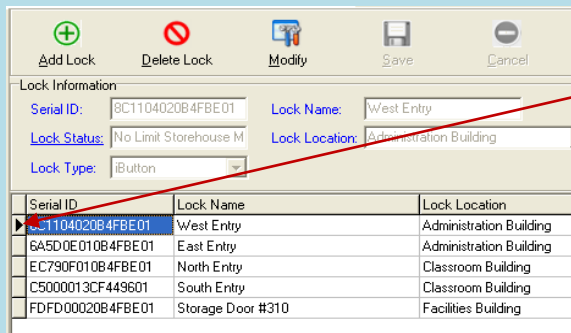 Add Lock Delete Lock Modify Save Cancel
Lock Information
Serial ID: 8C1104020B4FBE01 Lock Name: West Entry
Lock Status: No Limit Storehouse M Lock Location: Administration Building
Lock Type: iButton
Serial ID Lock Name Lock Location
8C1104020B4FBE01 West Entry Administration Building
6A5D0E010B4FBE01 East Entry Administration Building
EC790F010B4FBE01 North Entry Classroom Building
C5000013CF449601 South Entry Classroom Building
FDFD00020B4FBE01 Storage Door #310 Facilities Building